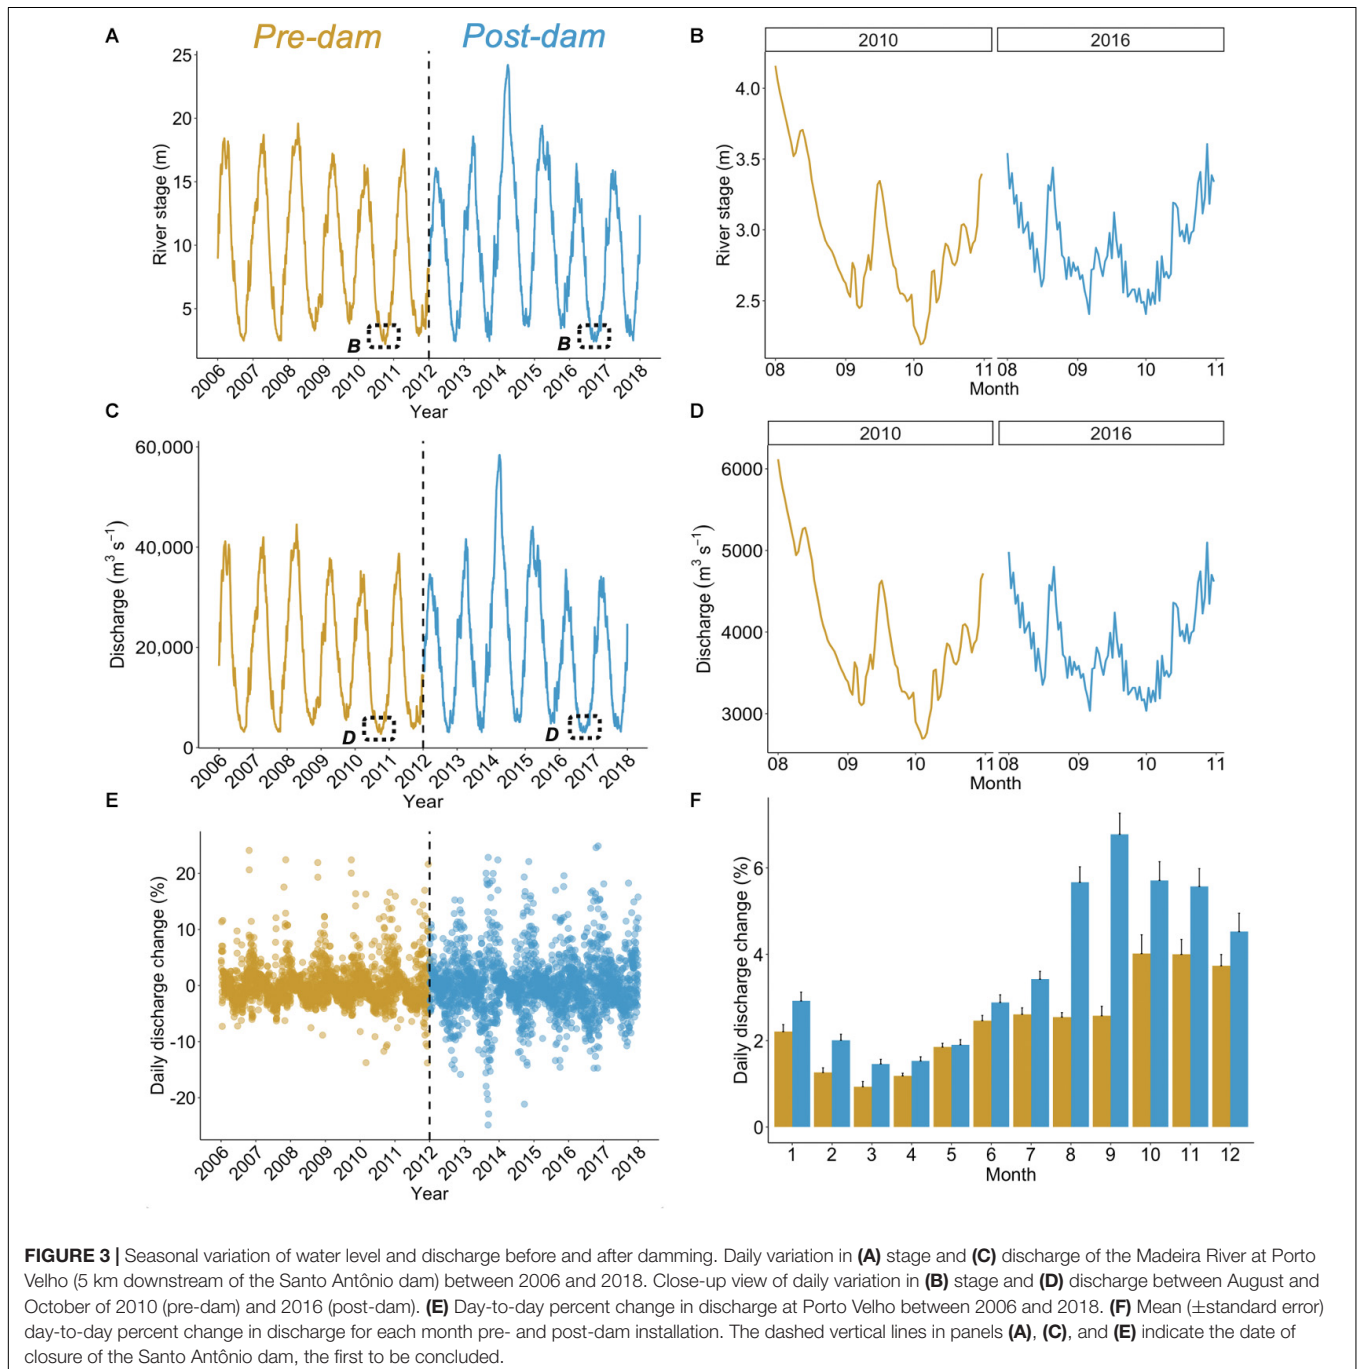 A
Pre-dam
Post-dam
25
20
15
10
5
River stage (m)
B
B
2006
2007
2008
2009
2010
2011
2012
2013
2014
2015
2016
2017
2018
Year
B
2010
2016
4.0
3.5
3.0
2.5
River stage (m)
08
09
10
11
08
09
10
11
Month
C
60,000
40,000
20,000
0
Discharge (m³ s⁻¹)
D
D
2006
2007
2008
2009
2010
2011
2012
2013
2014
2015
2016
2017
2018
Year
D
2010
2016
6000
5000
4000
3000
Discharge (m³ s⁻¹)
08
09
10
11
08
09
10
11
Month
E
20
10
0
-10
-20
Daily discharge change (%)
2006
2007
2008
2009
2010
2011
2012
2013
2014
2015
2016
2017
2018
Year
F
6
4
2
0
Daily discharge change (%)
1 2 3 4 5 6 7 8 9 10 11 12
Month
FIGURE 3 | Seasonal variation of water level and discharge before and after damming. Daily variation in (A) stage and (C) discharge of the Madeira River at Porto
Velho (5 km downstream of the Santo Antônio dam) between 2006 and 2018. Close-up view of daily variation in (B) stage and (D) discharge between August and
October of 2010 (pre-dam) and 2016 (post-dam). (E) Day-to-day percent change in discharge at Porto Velho between 2006 and 2018. (F) Mean (±standard error)
day-to-day percent change in discharge for each month pre- and post-dam installation. The dashed vertical lines in panels (A), (C), and (E) indicate the date of
closure of the Santo Antônio dam, the first to be concluded.